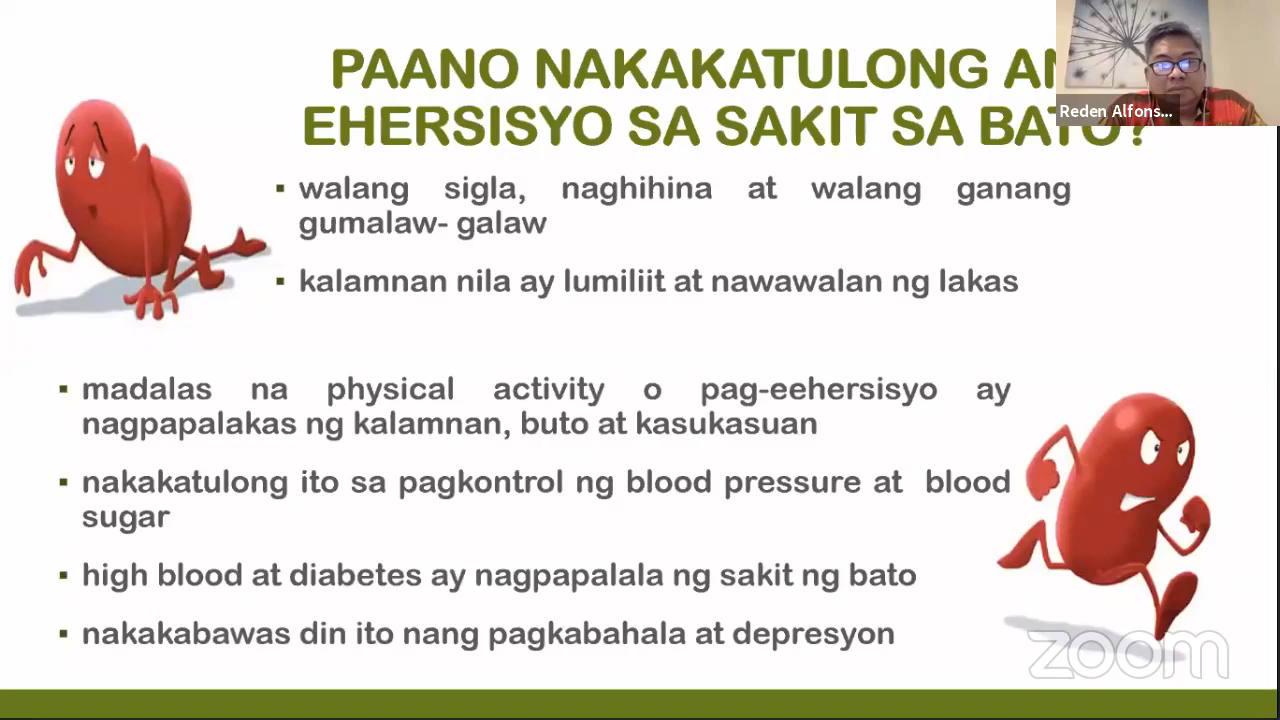 PAANO NAKAKATULONG AN
EHERSISYO SA SAKIT SA BATO?
Reden Alfons...
▪ walang sigla, naghihina at walang ganang
gumalaw- galaw
▪ kalamnan nila ay lumiliit at nawawalan ng lakas
▪ madalas na physical activity o pag-eehersisyo ay
nagpapalakas ng kalamnan, buto at kasukasuan
▪ nakakatulong ito sa pagkontrol ng blood pressure at blood
sugar
▪ high blood at diabetes ay nagpapalala ng sakit ng bato
▪ nakakabawas din ito nang pagkabahala at depresyon
zoom